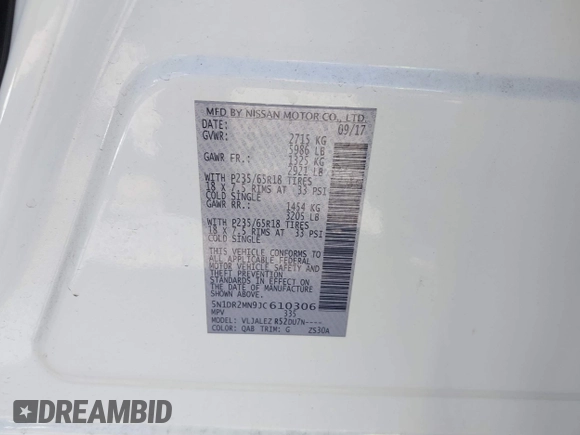 MFD BY NISSAN MOTOR CO., LTD.
DATE: 09/17
GVWR: 2715 KG
5986 LB
GAWR FR.: 1325 KG
2921 LB
WITH P235/65R18 TIRES
18 X 7.5 RIMS AT 33 PSI
COLD SINGLE
GAWR RR.: 1454 KG
3205 LB
WITH P235/65R18 TIRES
18 X 7.5 RIMS AT 33 PSI
COLD SINGLE
THIS VEHICLE CONFORMS TO
ALL APPLICABLE FEDERAL
MOTOR VEHICLE SAFETY AND
THEFT PREVENTION
STANDARDS IN EFFECT ON
THE DATE OF MANUFACTURE
SHOWN ABOVE.
5N1DR2MN9JC610306
MPV 335
MODEL: VLJALEZ R52DU7N----
COLOR: QAB TRIM: G ZS30A
DREAMBID